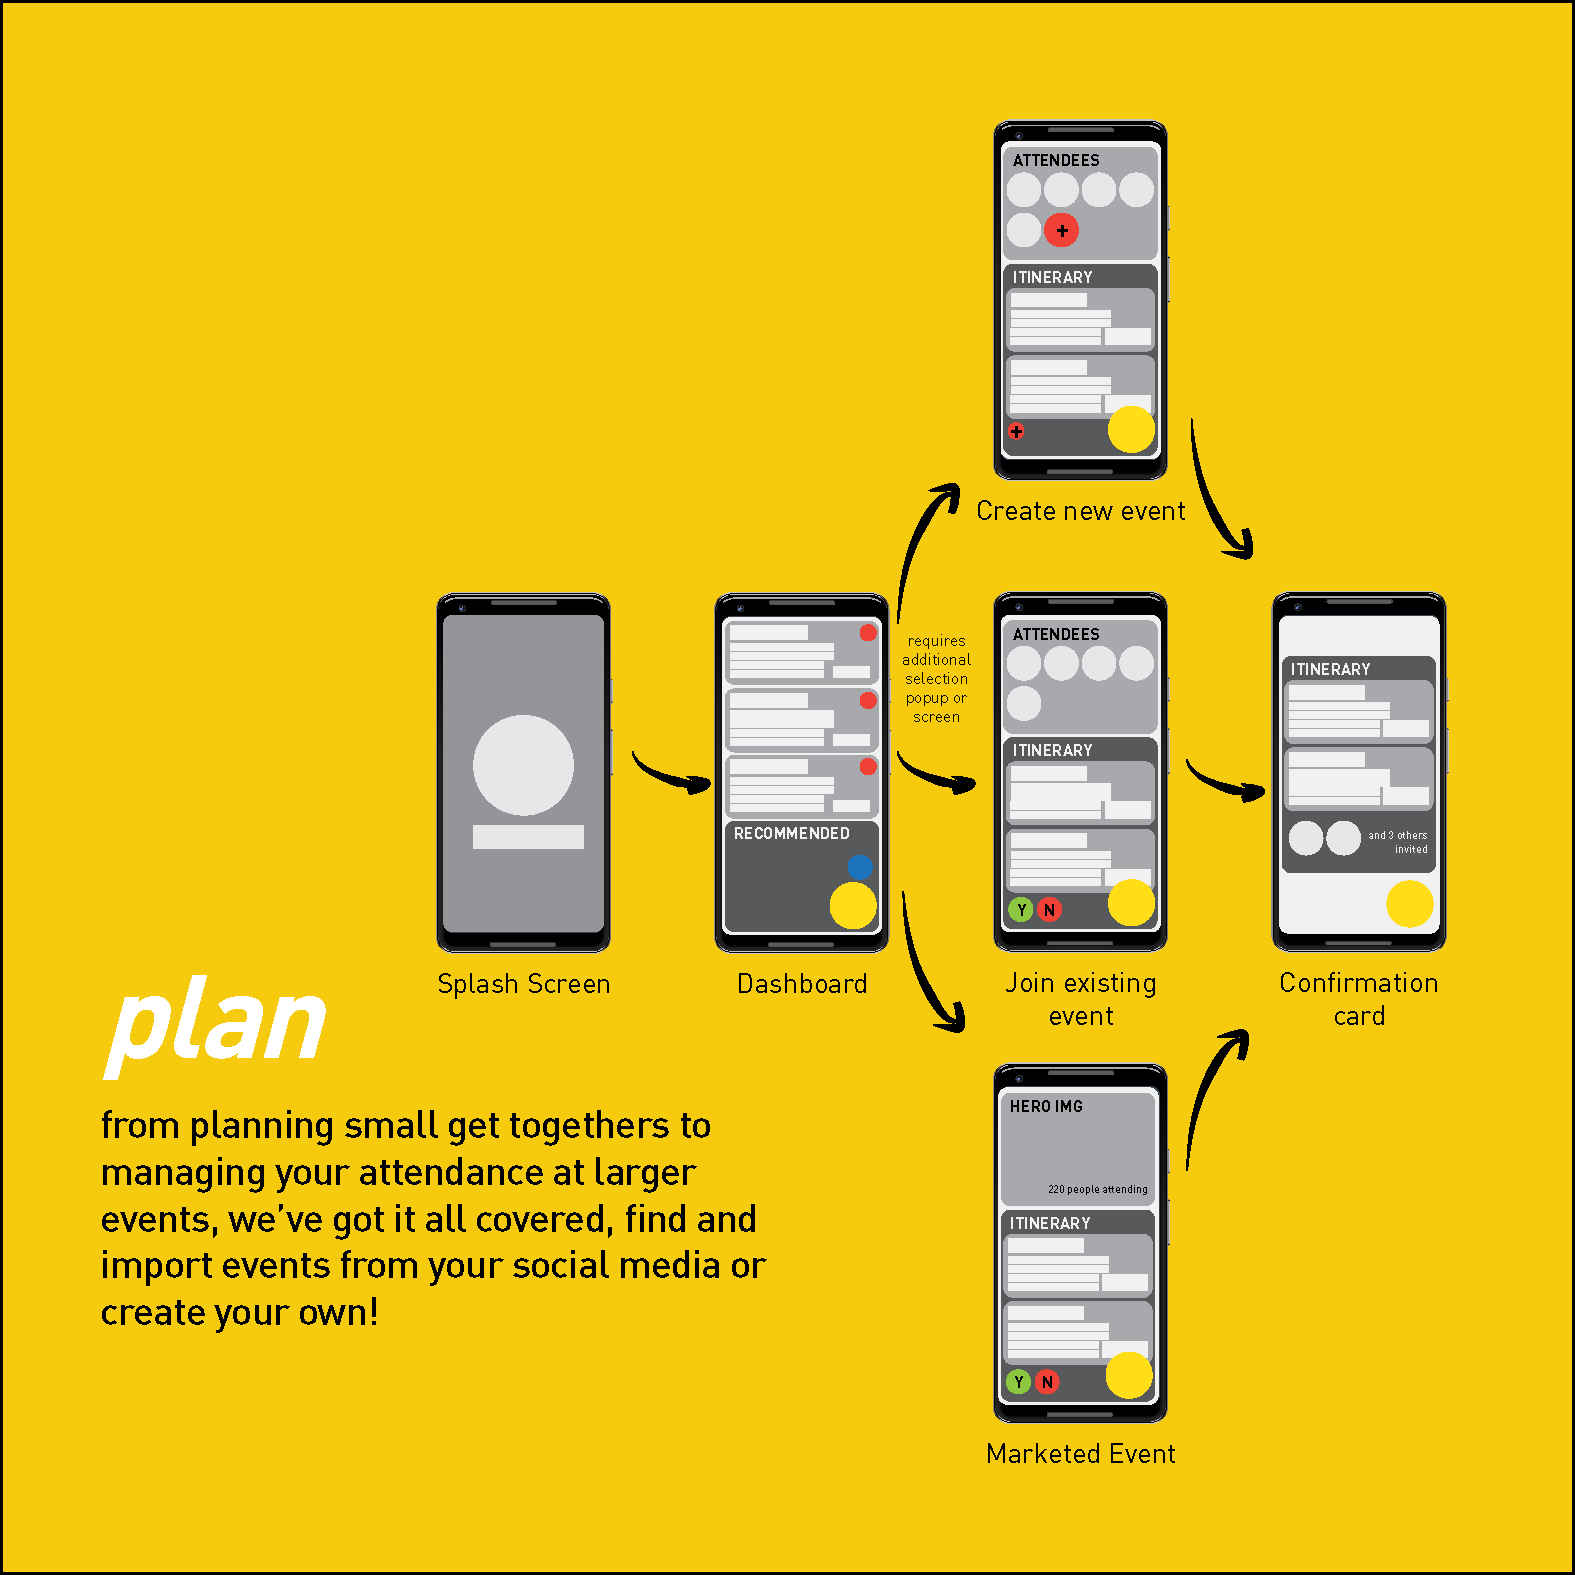 ATTENDEES
+
ITINERARY
+
Create new event
requires
additional
selection
popup or
screen
Splash Screen
RECOMMENDED
Dashboard
ATTENDEES
ITINERARY
Y N
Join existing
event
ITINERARY
and 3 others
invited
Confirmation
card
HERO IMG
220 people attending
ITINERARY
Y N
Marketed Event
plan
from planning small get togethers to
managing your attendance at larger
events, we've got it all covered, find and
import events from your social media or
create your own!